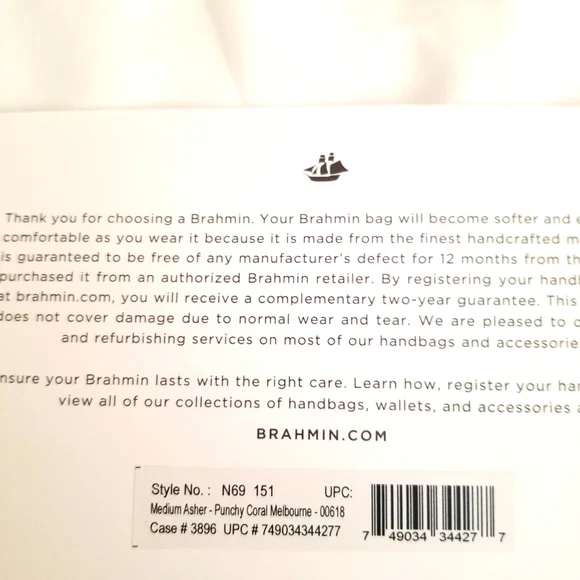 Thank you for choosing a Brahmin. Your Brahmin bag will become softer and
comfortable as you wear it because it is made from the finest handcrafted
is guaranteed to be free of any manufacturer's defect for 12 months from
purchased it from an authorized Brahmin retailer. By registering your
at brahmin.com, you will receive a complementary two-year guarantee. This
does not cover damage due to normal wear and tear. We are pleased to
and refurbishing services on most of our handbags and accessories
your Brahmin lasts with the right care. Learn how, register your
view all of our collections of handbags, wallets, and accessories
BRAHMIN.COM
Style No. : N69 151 UPC:
Medium Asher - Punchy Coral Melbourne - 00618
Case # 3896 UPC # 749034344277
7 49034 34427 7